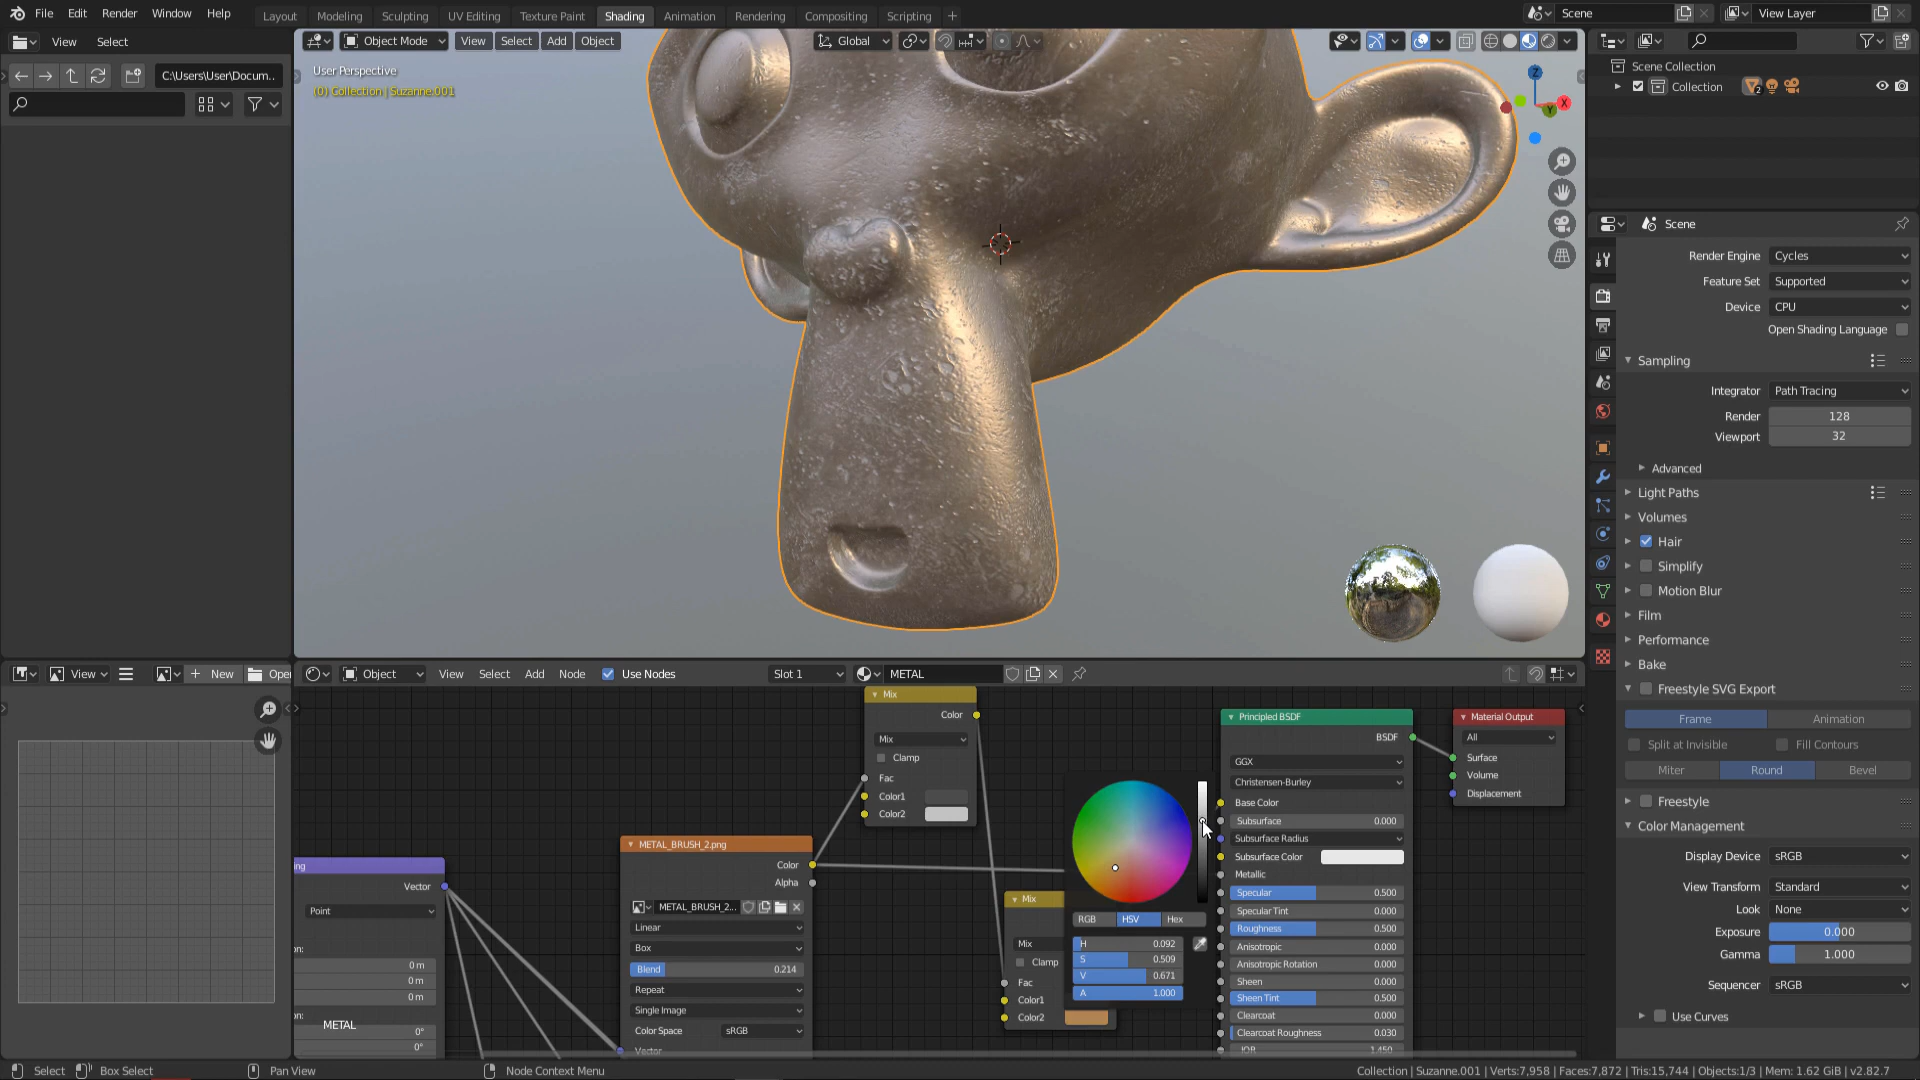 File Edit Render Window Help Layout Modeling Sculpting UV Editing Texture Paint Shading Animation Rendering Compositing Scripting + Scene View Layer
View Select
C:\Users\User\Docum..
Object Mode View Select Add Object Global
User Perspective
(0) Collection | Suzanne.001
Z
X
Y
Scene Collection
Collection
2
Scene
Render Engine Cycles
Feature Set Supported
Device CPU
Open Shading Language
Sampling
Integrator Path Tracing
Render 128
Viewport 32
Advanced
Light Paths
Volumes
Hair
Simplify
Motion Blur
Film
Performance
Bake
Freestyle SVG Export
Frame Animation
Split at Invisible Fill Contours
Miter Round Bevel
Freestyle
Color Management
Display Device sRGB
View Transform Standard
Look None
Exposure 0.000
Gamma 1.000
Sequencer sRGB
Use Curves
View + New Open
Object View Select Add Node Use Nodes Slot 1 METAL
Mix
Color
Mix
Clamp
Fac
Color1
Color2
ing
Vector
Point
on:
0 m
0 m
0 m
on:
0°
0°
METAL
METAL_BRUSH_2.png
Color
Alpha
METAL_BRUSH_2...
Linear
Box
Blend 0.214
Repeat
Single Image
Color Space sRGB
Vector
Mix
Mix
Clamp
Fac
Color1
Color2
RGB HSV Hex
H 0.092
S 0.509
V 0.671
A 1.000
Principled BSDF
BSDF
GGX
Christensen-Burley
Base Color
Subsurface 0.000
Subsurface Radius
Subsurface Color
Metallic
Specular 0.500
Specular Tint 0.000
Roughness 0.500
Anisotropic 0.000
Anisotropic Rotation 0.000
Sheen 0.000
Sheen Tint 0.500
Clearcoat 0.000
Clearcoat Roughness 0.030
IOR 1.450
Material Output
All
Surface
Volume
Displacement
Select Box Select Pan View Node Context Menu Collection | Suzanne.001 | Verts:7,958 | Faces:7,872 | Tris:15,744 | Objects:1/3 | Mem: 1.62 GiB | v2.82.7